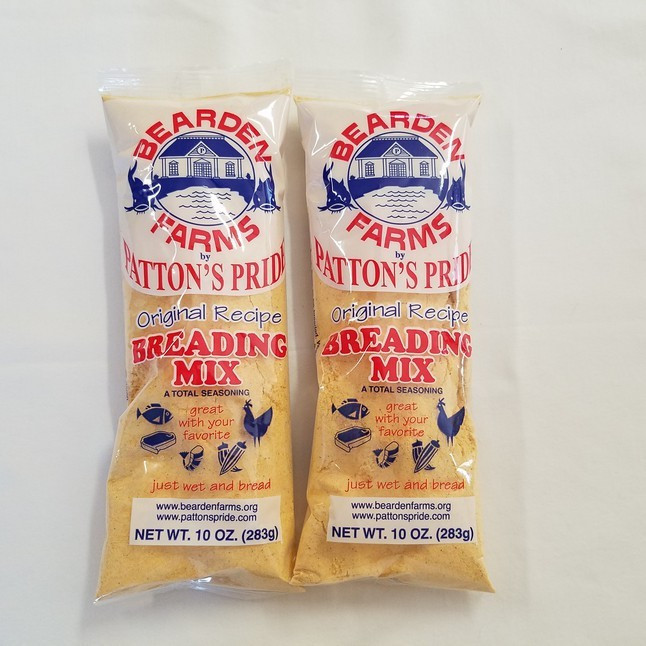 BEARDEN
FARMS
by
PATTON'S PRIDE
Original Recipe
BREADING
MIX
A TOTAL SEASONING
great
with your
favorite
just wet and bread
www.beardenfarms.org
www.pattonspride.com
NET WT. 10 OZ. (283g)
BEARDEN
P
FARMS
by
PATTON'S PRIDE
Original Recipe
BREADING
MIX
A TOTAL SEASONING
great
with your
favorite
just wet and bread
www.beardenfarms.org
www.pattonspride.com
NET WT. 10 OZ. (283g)